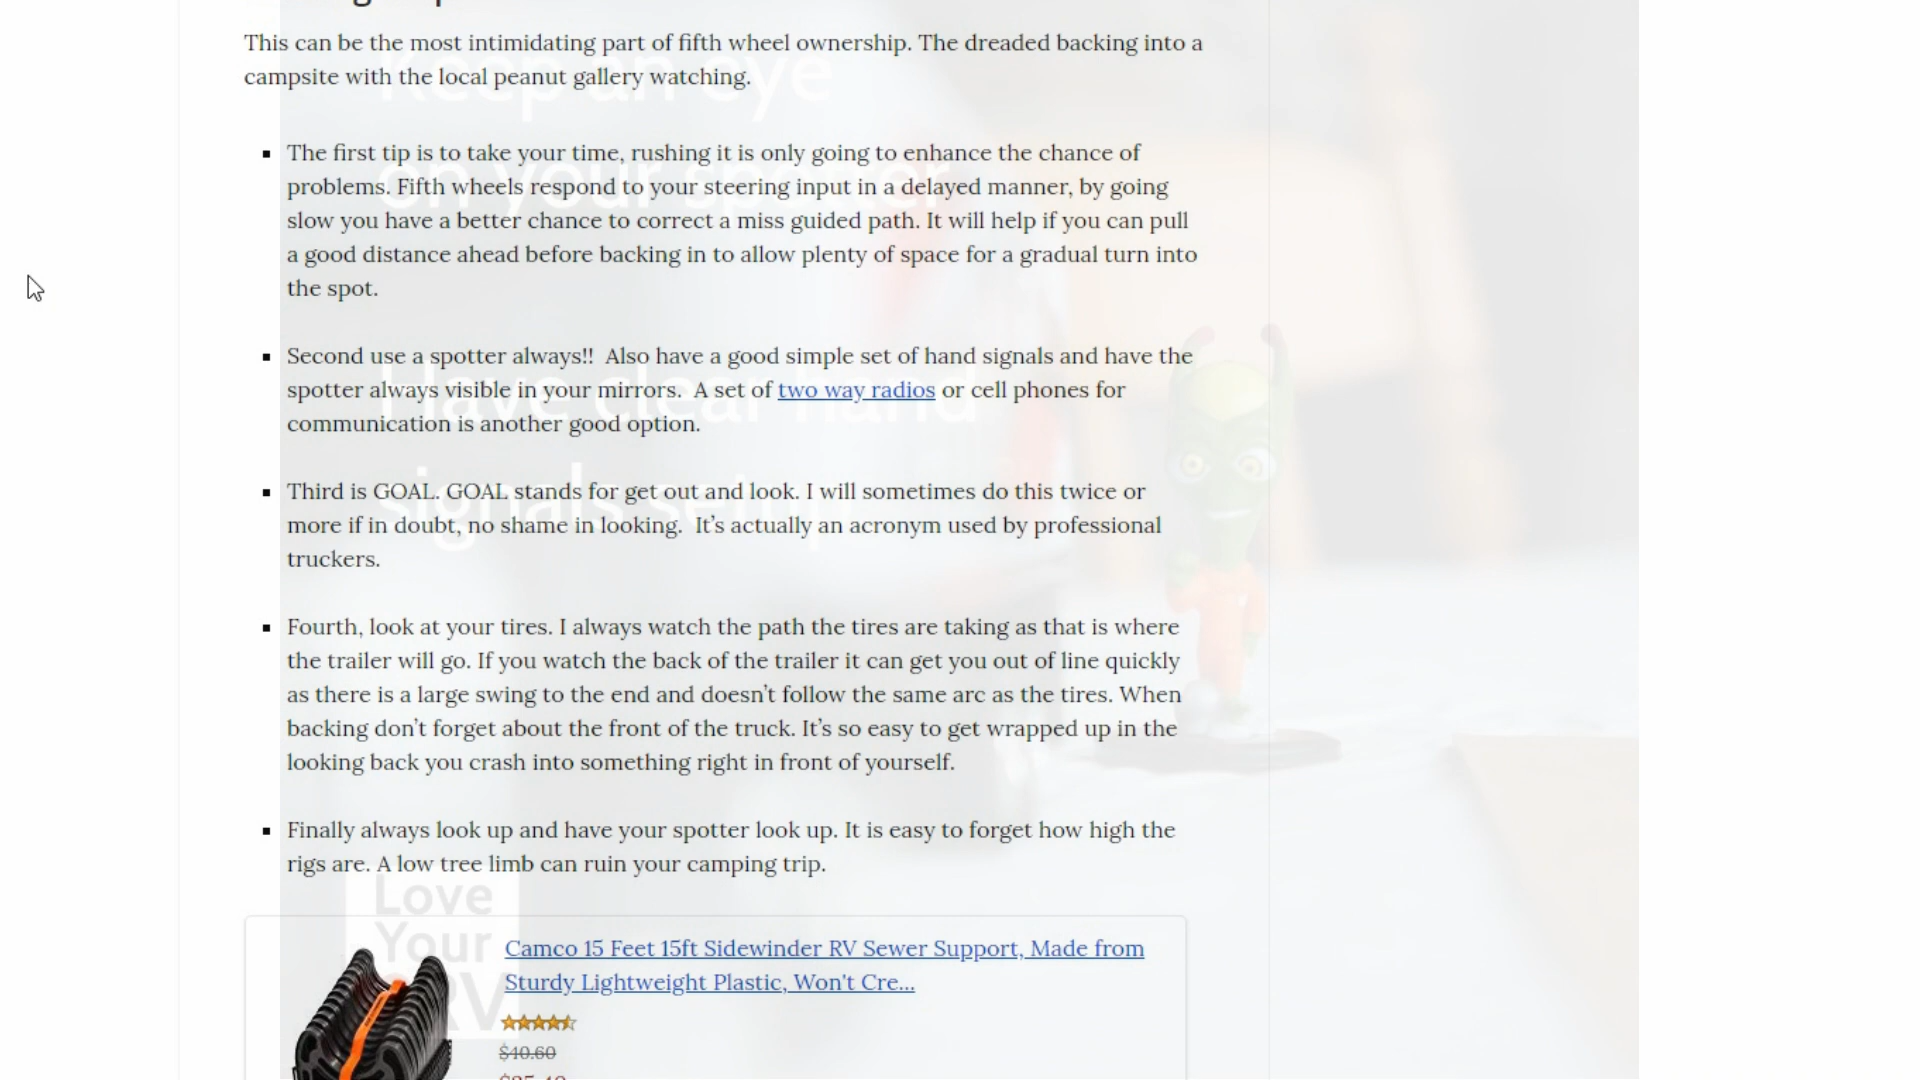 This can be the most intimidating part of fifth wheel ownership. The dreaded backing into a
campsite with the local peanut gallery watching.
Keep an eye
on your spotter
The first tip is to take your time, rushing it is only going to enhance the chance of
problems. Fifth wheels respond to your steering input in a delayed manner, by going
slow you have a better chance to correct a miss guided path. It will help if you can pull
a good distance ahead before backing in to allow plenty of space for a gradual turn into
the spot.
Second use a spotter always!!  Also have a good simple set of hand signals and have the
spotter always visible in your mirrors.  A set of two way radios or cell phones for
communication is another good option.
Have clear hand
signals setup
Third is GOAL. GOAL stands for get out and look. I will sometimes do this twice or
more if in doubt, no shame in looking.  It’s actually an acronym used by professional
truckers.
Fourth, look at your tires. I always watch the path the tires are taking as that is where
the trailer will go. If you watch the back of the trailer it can get you out of line quickly
as there is a large swing to the end and doesn’t follow the same arc as the tires. When
backing don’t forget about the front of the truck. It’s so easy to get wrapped up in the
looking back you crash into something right in front of yourself.
Finally always look up and have your spotter look up. It is easy to forget how high the
rigs are. A low tree limb can ruin your camping trip.
Love
Your
RV
Camco 15 Feet 15ft Sidewinder RV Sewer Support, Made from
Sturdy Lightweight Plastic, Won't Cre...
$40.60